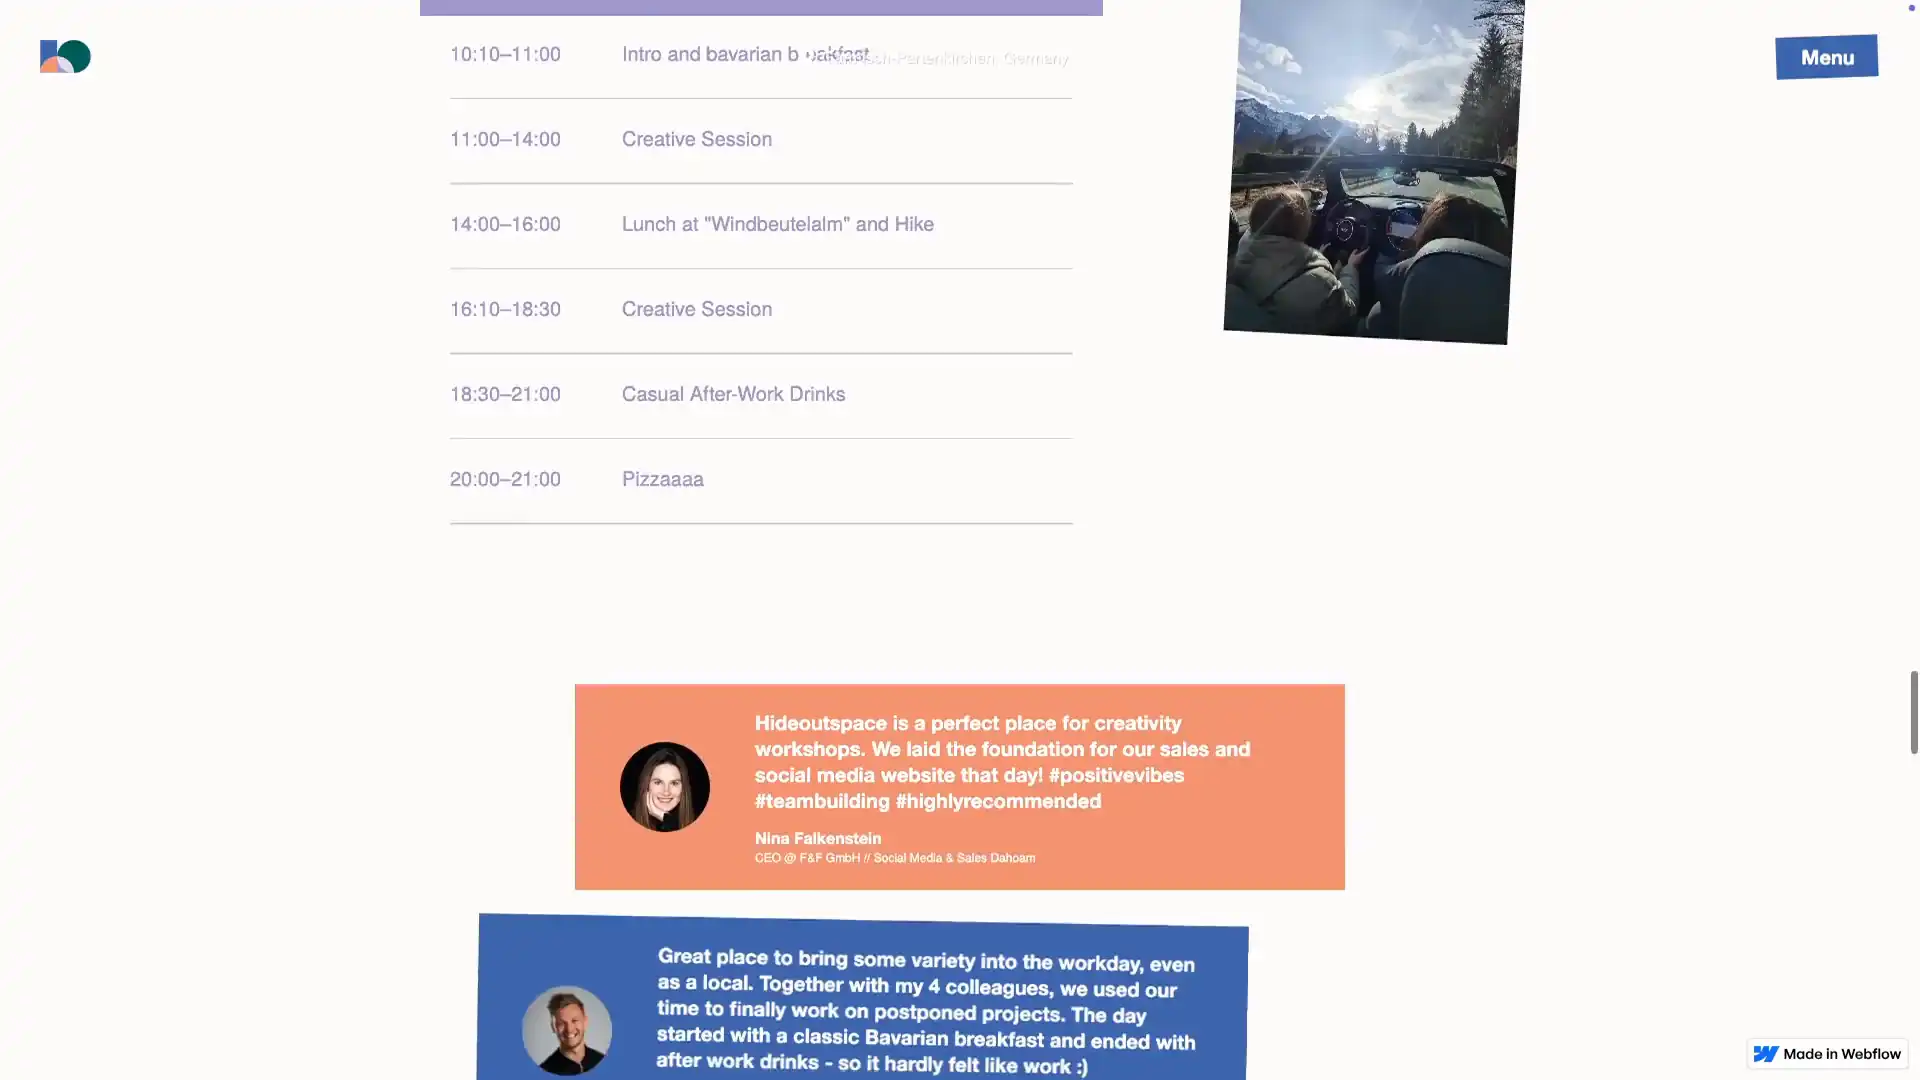 Menu
10:10–11:00 Intro and bavarian b
-Partenkirchen, Germany
11:00–14:00 Creative Session
14:00–16:00 Lunch at "Windbeutelalm" and Hike
16:10–18:30 Creative Session
18:30–21:00 Casual After-Work Drinks
20:00–21:00 Pizzaaaa
Hideoutspace is a perfect place for creativity
workshops. We laid the foundation for our sales and
social media website that day! #positivevibes
#teambuilding #highlyrecommended
Nina Falkenstein
CEO @ F&F GmbH // Social Media & Sales Dahoam
Great place to bring some variety into the workday, even
as a local. Together with my 4 colleagues, we used our
time to finally work on postponed projects. The day
started with a classic Bavarian breakfast and ended with
after work drinks - so it hardly felt like work :)
Made in Webflow